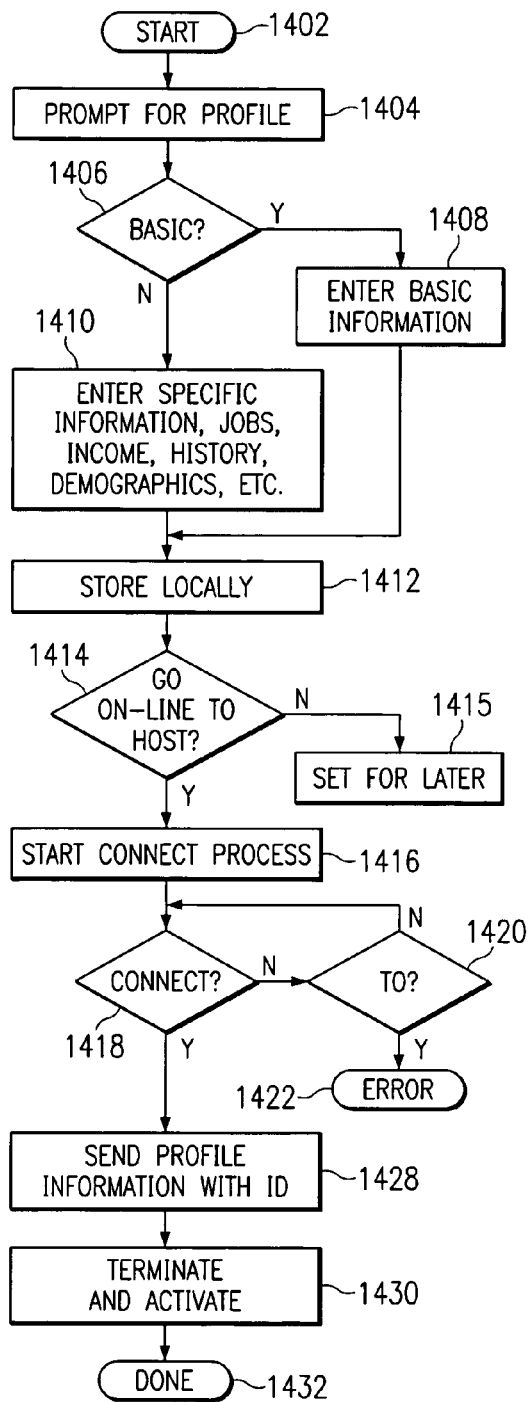 START
1402
PROMPT FOR PROFILE
1404
1406
BASIC?
Y
N
1408
ENTER BASIC
INFORMATION
1410
ENTER SPECIFIC
INFORMATION, JOBS,
INCOME, HISTORY,
DEMOGRAPHICS, ETC.
STORE LOCALLY
1412
1414
GO
ON-LINE TO
HOST?
N
Y
1415
SET FOR LATER
START CONNECT PROCESS
1416
CONNECT?
N
1418
Y
N
1420
TO?
Y
1422
ERROR
SEND PROFILE
INFORMATION WITH ID
1428
TERMINATE
AND ACTIVATE
1430
DONE
1432